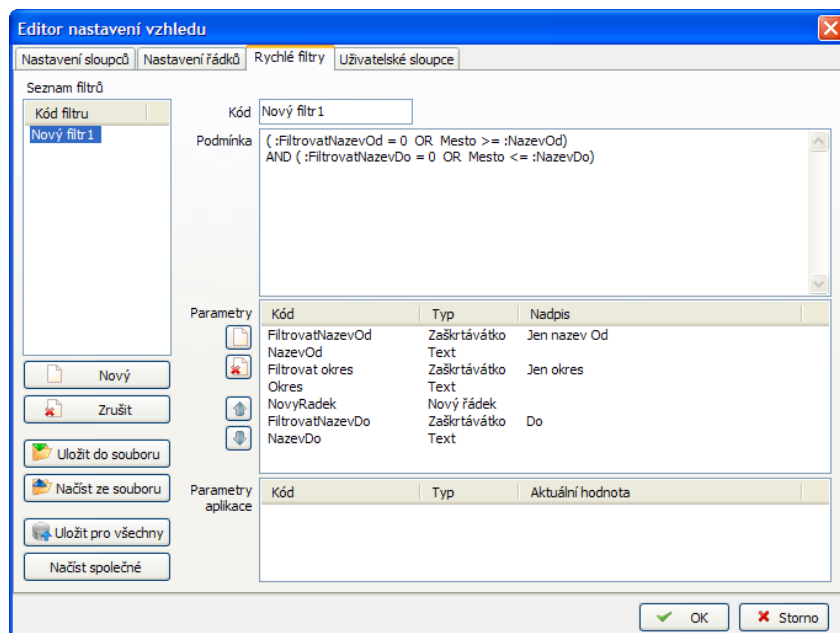 Editor nastavení vzhledu
Nastavení sloupců Nastavení řádků Rychlé filtry Uživatelské sloupce
Seznam filtrů
Kód filtru
Nový filtr1
Kód Nový filtr1
Podmínka ( :FiltrovatNazevOd = 0 OR Mesto >= :NazevOd)
AND ( :FiltrovatNazevDo = 0 OR Mesto <= :NazevDo)
Parametry Kód Typ Nadpis
FiltrovatNazevOd Zaškrtávátko Jen nazev Od
NazevOd Text
Filtrovat okres Zaškrtávátko Jen okres
Okres Text
NovyRadek Nový řádek
FiltrovatNazevDo Zaškrtávátko Do
NazevDo Text
Nový
Zrušit
Uložit do souboru
Načíst ze souboru
Uložit pro všechny
Načíst společné
Parametry aplikace Kód Typ Aktuální hodnota
OK Storno